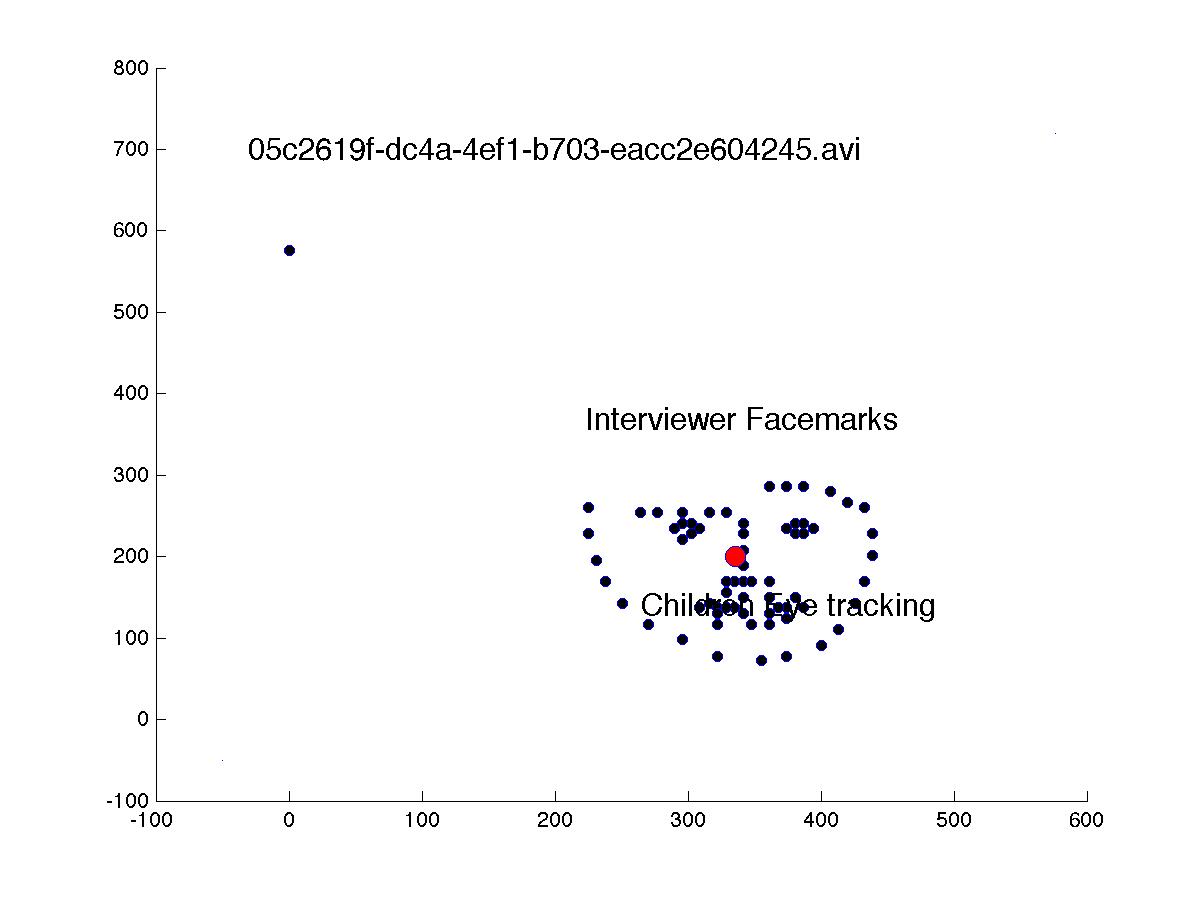 800
700
05c2619f-dc4a-4ef1-b703-eacc2e604245.avi
600
500
400
Interviewer Facemarks
300
200
Children Eye tracking
100
0
-100
-100 0 100 200 300 400 500 600